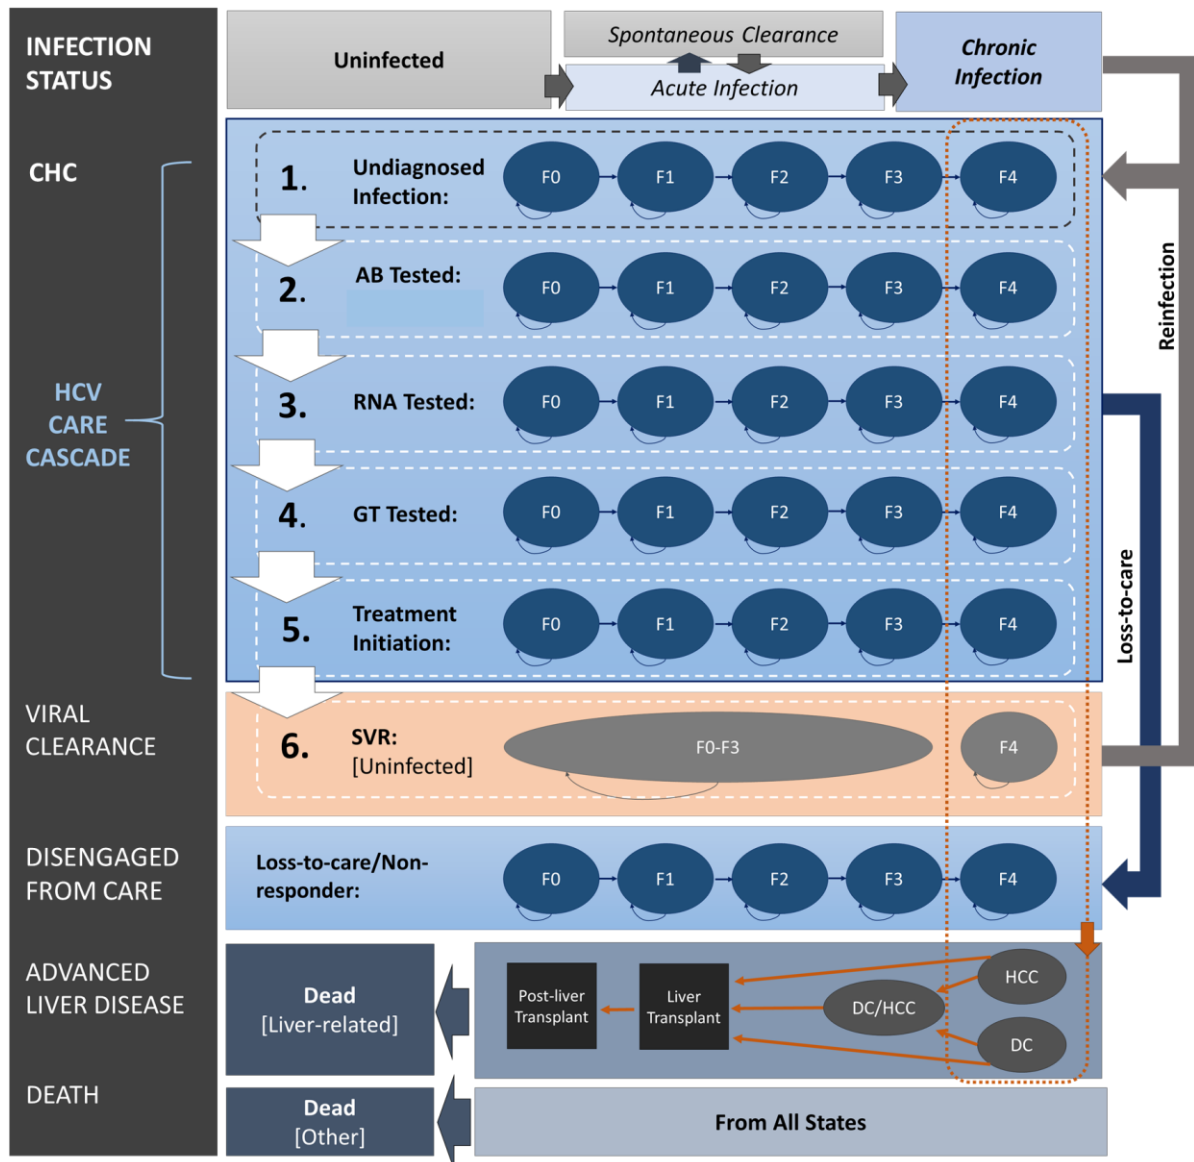 INFECTION
STATUS
Uninfected
Spontaneous Clearance
Acute Infection
Chronic
Infection
CHC
HCV
CARE
CASCADE
1.
Undiagnosed
Infection:
F0
F1
F2
F3
F4
2.
AB Tested:
F0
F1
F2
F3
F4
3.
RNA Tested:
F0
F1
F2
F3
F4
4.
GT Tested:
F0
F1
F2
F3
F4
5.
Treatment
Initiation:
F0
F1
F2
F3
F4
Reinfection
Loss-to-care
VIRAL
CLEARANCE
6.
SVR:
[Uninfected]
F0-F3
F4
DISENGAGED
FROM CARE
Loss-to-care/Non-
responder:
F0
F1
F2
F3
F4
ADVANCED
LIVER DISEASE
Dead
[Liver-related]
Post-liver
Transplant
Liver
Transplant
DC/HCC
HCC
DC
DEATH
Dead
[Other]
From All States